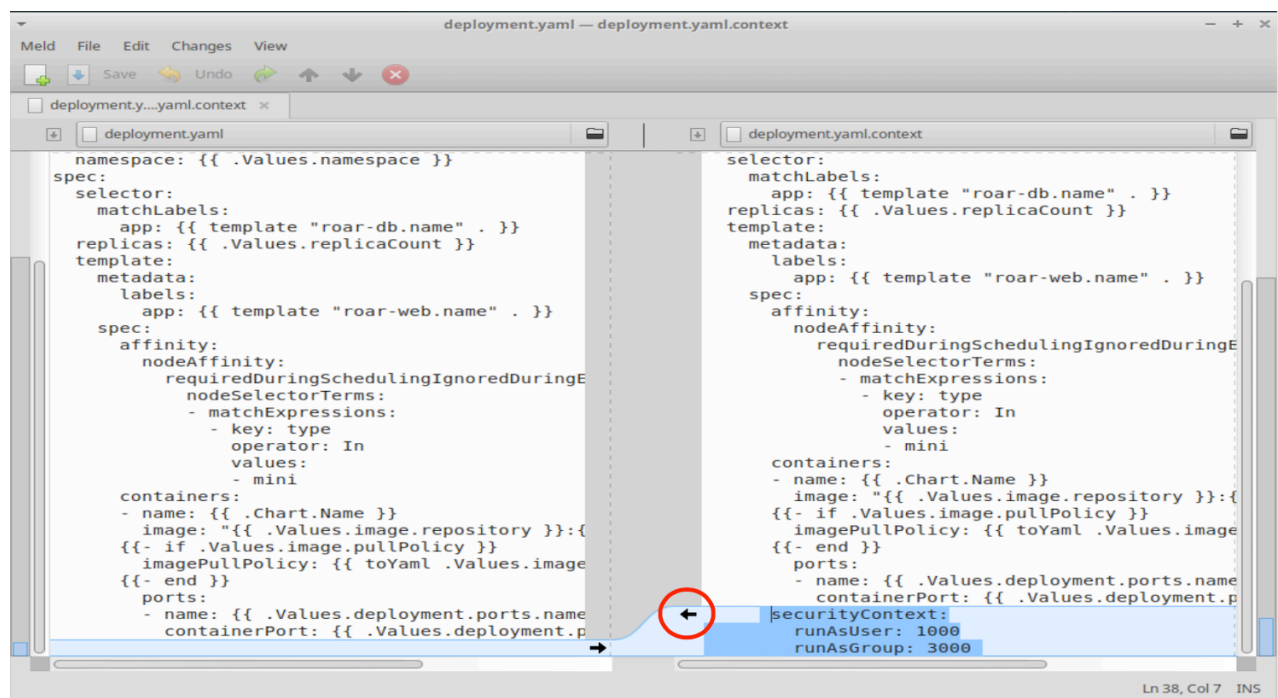 deployment.yaml — deployment.yaml.context
Meld File Edit Changes View
Save Undo
deployment.y....yaml.context
deployment.yaml
namespace: {{ .Values.namespace }}
spec:
selector:
matchLabels:
app: {{ template "roar-db.name" . }}
replicas: {{ .Values.replicaCount }}
template:
metadata:
labels:
app: {{ template "roar-web.name" . }}
spec:
affinity:
nodeAffinity:
requiredDuringSchedulingIgnoredDuringE
nodeSelectorTerms:
- matchExpressions:
- key: type
operator: In
values:
- mini
containers:
- name: {{ .Chart.Name }}
image: "{{ .Values.image.repository }}:{
{{- if .Values.image.pullPolicy }}
imagePullPolicy: {{ toYaml .Values.image
{{- end }}
ports:
- name: {{ .Values.deployment.ports.name
containerPort: {{ .Values.deployment.p
deployment.yaml.context
selector:
matchLabels:
app: {{ template "roar-db.name" . }}
replicas: {{ .Values.replicaCount }}
template:
metadata:
labels:
app: {{ template "roar-web.name" . }}
spec:
affinity:
nodeAffinity:
requiredDuringSchedulingIgnoredDuringE
nodeSelectorTerms:
- matchExpressions:
- key: type
operator: In
values:
- mini
containers:
- name: {{ .Chart.Name }}
image: "{{ .Values.image.repository }}:{
{{- if .Values.image.pullPolicy }}
imagePullPolicy: {{ toYaml .Values.image
{{- end }}
ports:
- name: {{ .Values.deployment.ports.name
containerPort: {{ .Values.deployment.p
securityContext:
runAsUser: 1000
runAsGroup: 3000
Ln 38, Col 7 INS